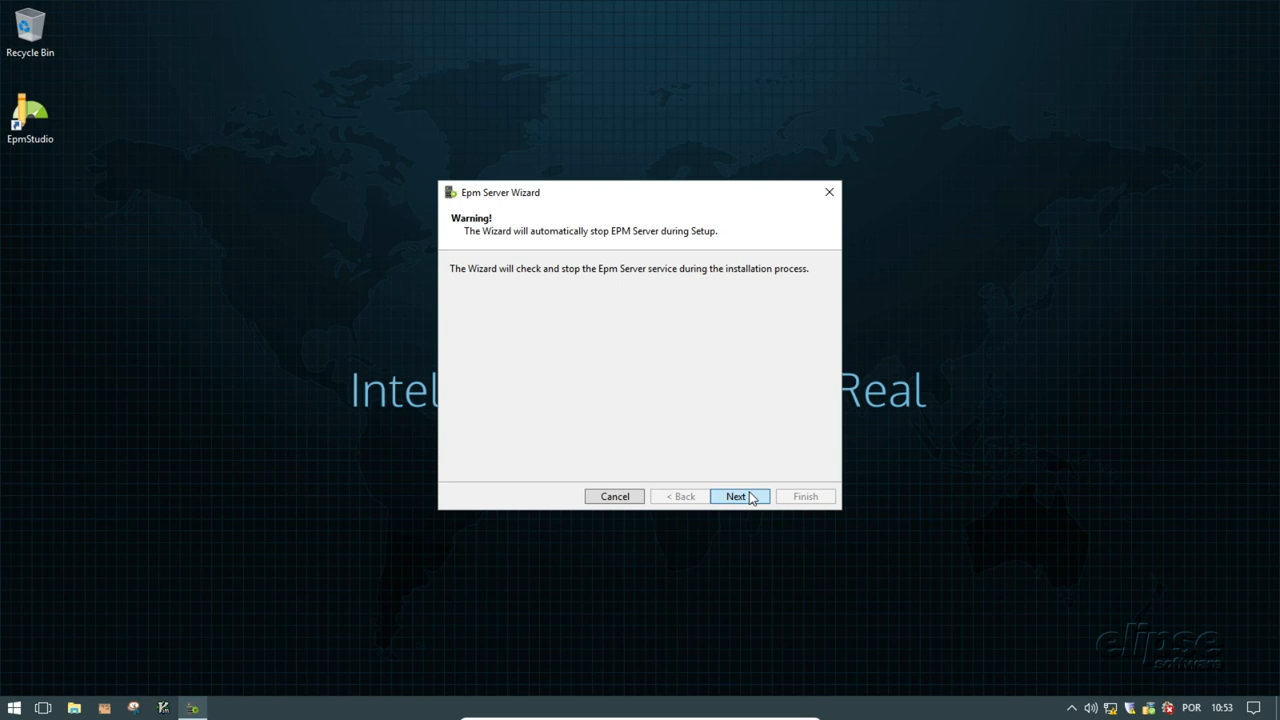 Recycle Bin
EpmStudio
Epm Server Wizard
Warning!
The Wizard will automatically stop EPM Server during Setup.
The Wizard will check and stop the Epm Server service during the installation process.
Intel
Real
Cancel
< Back
Next
Finish
elipse
software
POR
10:53